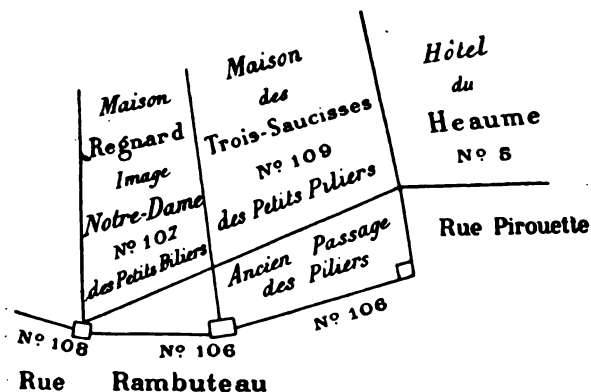 Maison
Regnard
Image
Notre-Dame
Nº 107
des Petits Piliers
Maison
des
Trois-Saucisses
Nº 109
des Petits Piliers
Hôtel
du
Heaume
Nº 5
Rue Pirouette
Ancien Passage
des Piliers
Nº 108
Nº 106
Nº 106
Rue Rambuteau